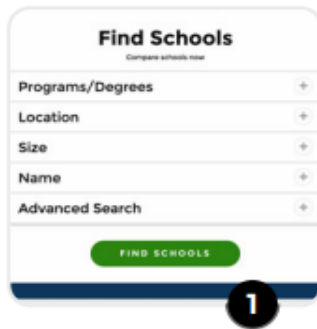 Find Schools
Compare schools now
Programs/Degrees +
Location +
Size +
Name +
Advanced Search +
FIND SCHOOLS
1